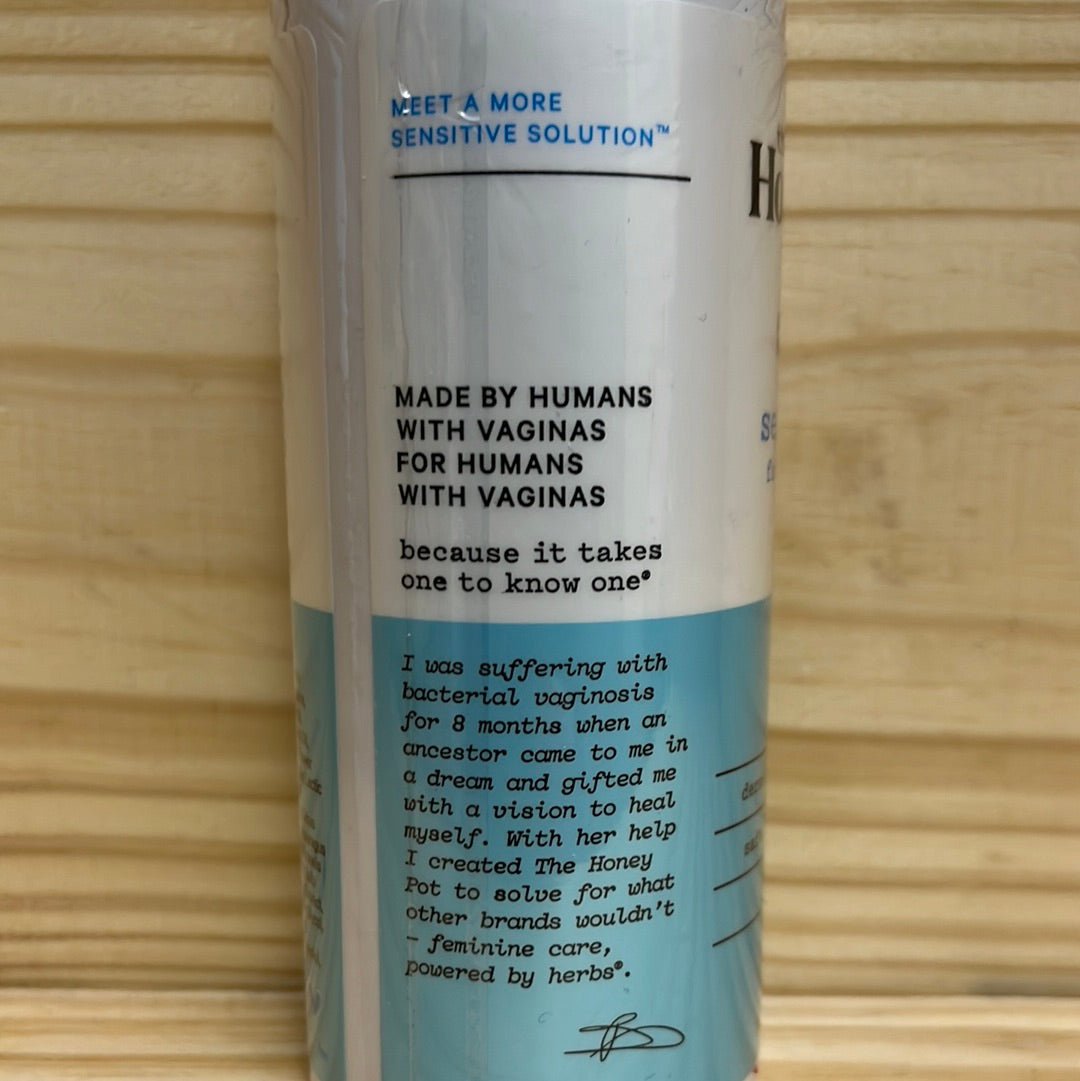 MEET A MORE
SENSITIVE SOLUTION™
MADE BY HUMANS
WITH VAGINAS
FOR HUMANS
WITH VAGINAS
because it takes
one to know one®
I was suffering with
bacterial vaginosis
for 8 months when an
ancestor came to me in
a dream and gifted me
with a vision to heal
myself. With her help
I created The Honey
Pot to solve for what
other brands wouldn't
– feminine care,
powered by herbs®.